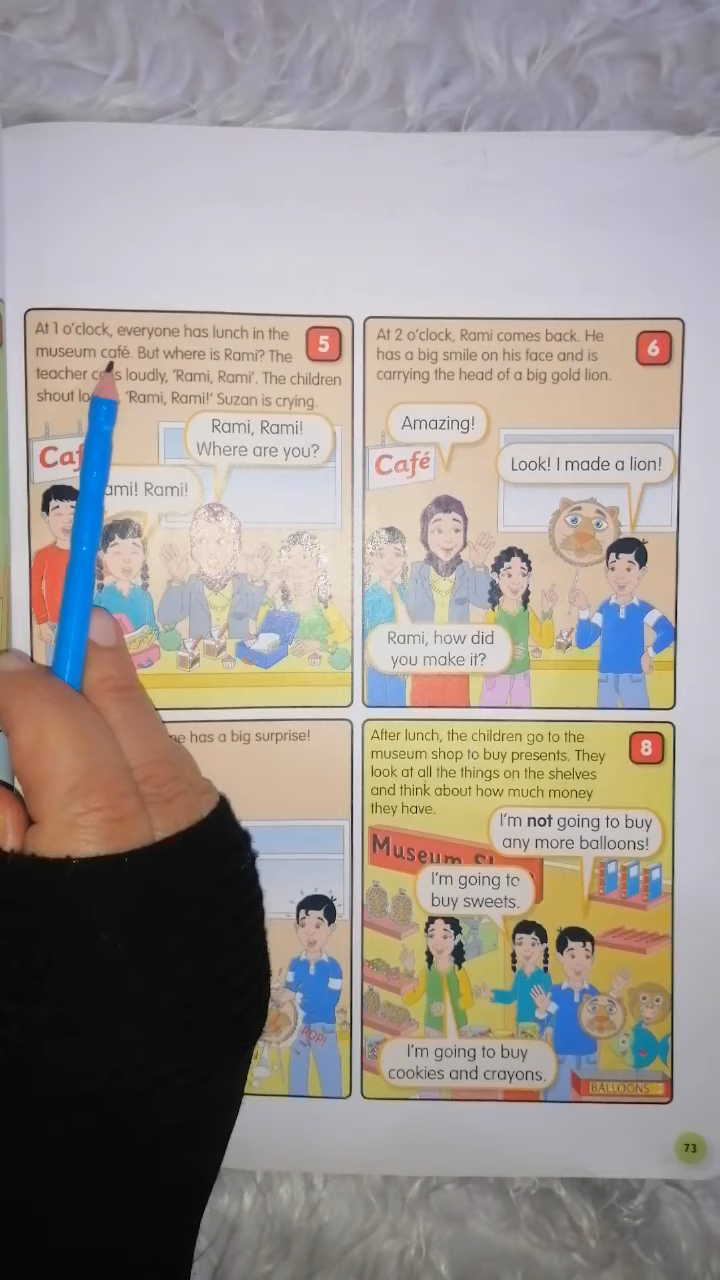 At 1 o'clock, everyone has lunch in the
museum café. But where is Rami? The
teacher loudly, 'Rami, Rami'. The children
shout 'Rami, Rami!' Suzan is crying.
5
Rami, Rami!
Where are you?
Rami! Rami!
At 2 o'clock, Rami comes back. He
has a big smile on his face and is
carrying the head of a big gold lion.
6
Amazing!
Café
Look! I made a lion!
Rami, how did
you make it?
has a big surprise!
POP!
After lunch, the children go to the
museum shop to buy presents. They
look at all the things on the shelves
and think about how much money
they have.
8
I'm not going to buy
any more balloons!
Museum
I'm going to
buy sweets.
I'm going to buy
cookies and crayons.
BALLOONS
73